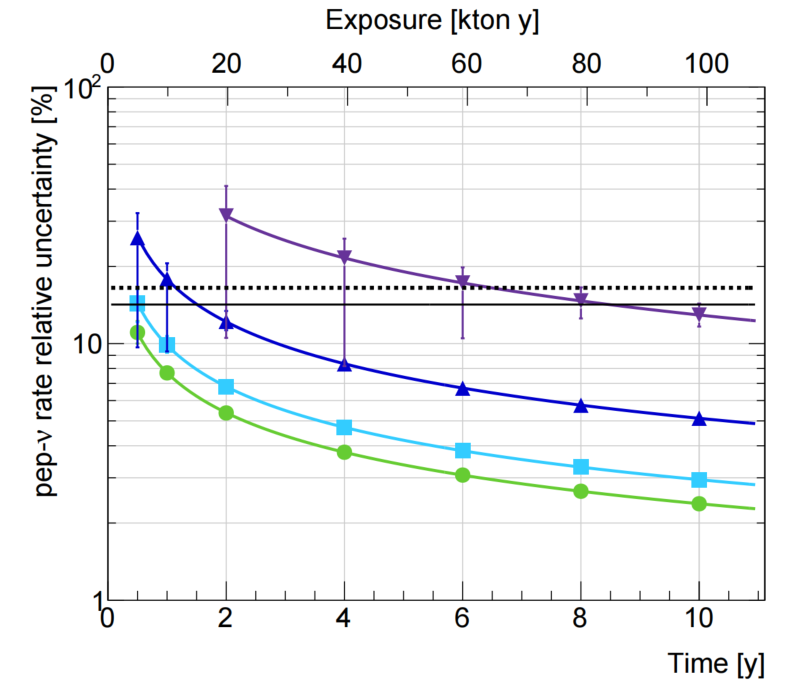 Exposure [kton y]
0 20 40 60 80 100
10²
10
1
pep-ν rate relative uncertainty [%]
0 2 4 6 8 10
Time [y]